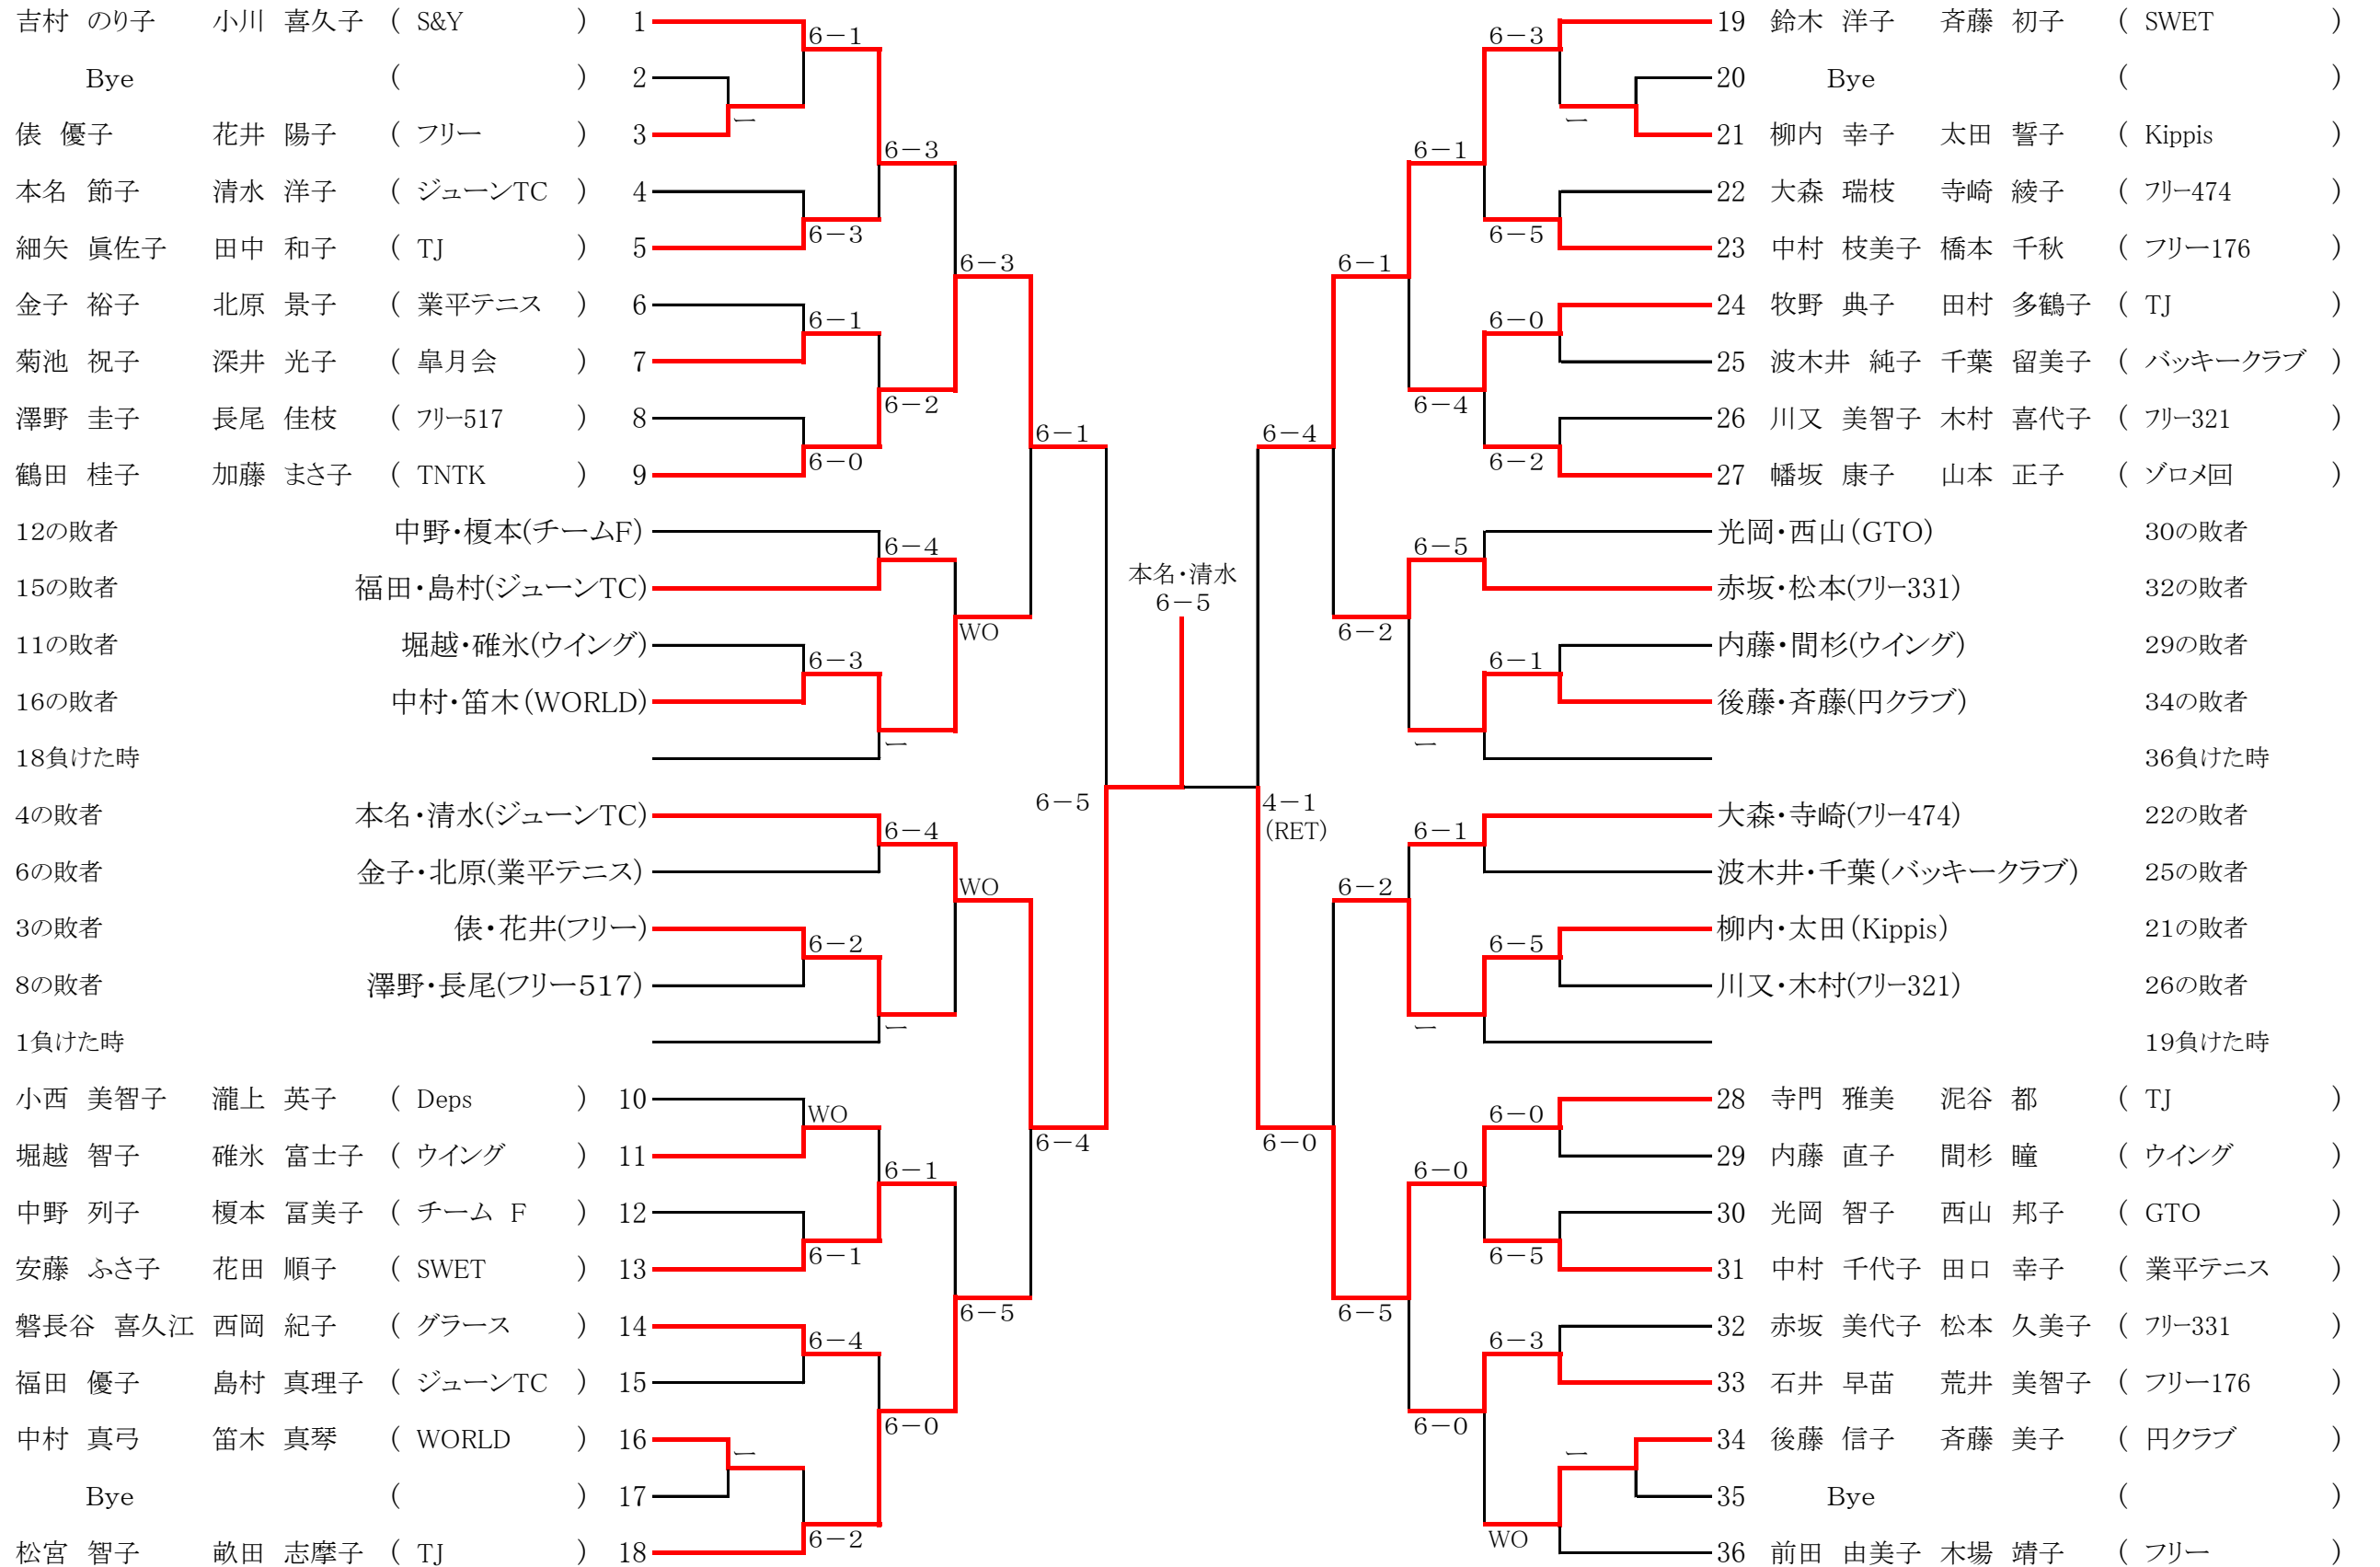 吉村 のり子 小川 喜久子 ( S&Y ) 1
Bye ( ) 2
俵 優子 花井 陽子 ( フリー ) 3
本名 節子 清水 洋子 ( ジューンTC ) 4
細矢 眞佐子 田中 和子 ( TJ ) 5
金子 裕子 北原 景子 ( 業平テニス ) 6
菊池 祝子 深井 光子 ( 皐月会 ) 7
澤野 圭子 長尾 佳枝 ( フリー517 ) 8
鶴田 桂子 加藤 まさ子 ( TNTK ) 9
12の敗者 中野・榎本(チームF)
15の敗者 福田・島村(ジューンTC)
11の敗者 堀越・碓氷(ウイング)
16の敗者 中村・笛木(WORLD)
18負けた時
4の敗者 本名・清水(ジューンTC)
6の敗者 金子・北原(業平テニス)
3の敗者 俵・花井(フリー)
8の敗者 澤野・長尾(フリー517)
1負けた時
小西 美智子 瀧上 英子 ( Deps ) 10
堀越 智子 碓氷 富士子 ( ウイング ) 11
中野 列子 榎本 冨美子 ( チーム F ) 12
安藤 ふさ子 花田 順子 ( SWET ) 13
磐長谷 喜久江 西岡 紀子 ( グラース ) 14
福田 優子 島村 真理子 ( ジューンTC ) 15
中村 真弓 笛木 真琴 ( WORLD ) 16
Bye ( ) 17
松宮 智子 畝田 志摩子 ( TJ ) 18
6-1
ー
6-3
6-3
6-3
6-1
6-2
6-0
6-1
6-4
WO
6-3
ー
6-5
6-4
WO
6-2
ー
WO
6-4
6-1
6-1
6-5
6-4
6-0
ー
6-2
本名・清水
6-5
6-3
ー
6-1
6-5
6-1
6-0
6-4
6-4
6-2
6-5
6-2
6-1
ー
4-1
(RET)
6-1
6-2
6-5
ー
6-0
6-0
6-0
6-5
6-5
6-3
6-0
ー
WO
19 鈴木 洋子 斉藤 初子 ( SWET )
20 Bye ( )
21 柳内 幸子 太田 誓子 ( Kippis )
22 大森 瑞枝 寺崎 綾子 ( フリー474 )
23 中村 枝美子 橋本 千秋 ( フリー176 )
24 牧野 典子 田村 多鶴子 ( TJ )
25 波木井 純子 千葉 留美子 ( バッキークラブ )
26 川又 美智子 木村 喜代子 ( フリー321 )
27 幡坂 康子 山本 正子 ( ゾロメ回 )
光岡・西山(GTO) 30の敗者
赤坂・松本(フリー331) 32の敗者
内藤・間杉(ウイング) 29の敗者
後藤・斉藤(円クラブ) 34の敗者
36負けた時
大森・寺崎(フリー474) 22の敗者
波木井・千葉(バッキークラブ) 25の敗者
柳内・太田(Kippis) 21の敗者
川又・木村(フリー321) 26の敗者
19負けた時
28 寺門 雅美 泥谷 都 ( TJ )
29 内藤 直子 間杉 瞳 ( ウイング )
30 光岡 智子 西山 邦子 ( GTO )
31 中村 千代子 田口 幸子 ( 業平テニス )
32 赤坂 美代子 松本 久美子 ( フリー331 )
33 石井 早苗 荒井 美智子 ( フリー176 )
34 後藤 信子 斉藤 美子 ( 円クラブ )
35 Bye ( )
36 前田 由美子 木場 靖子 ( フリー )